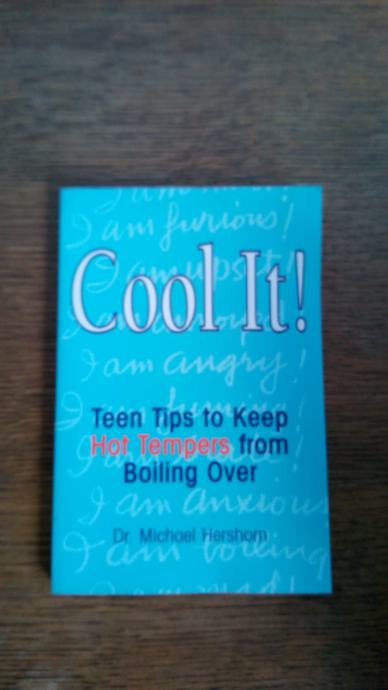 I am furious!
I am upset!
Cool It!
I am angry!
Teen Tips to Keep
Hot Tempers from
Boiling Over
I am anxious
Dr. Michael Hershorn
I am boiling